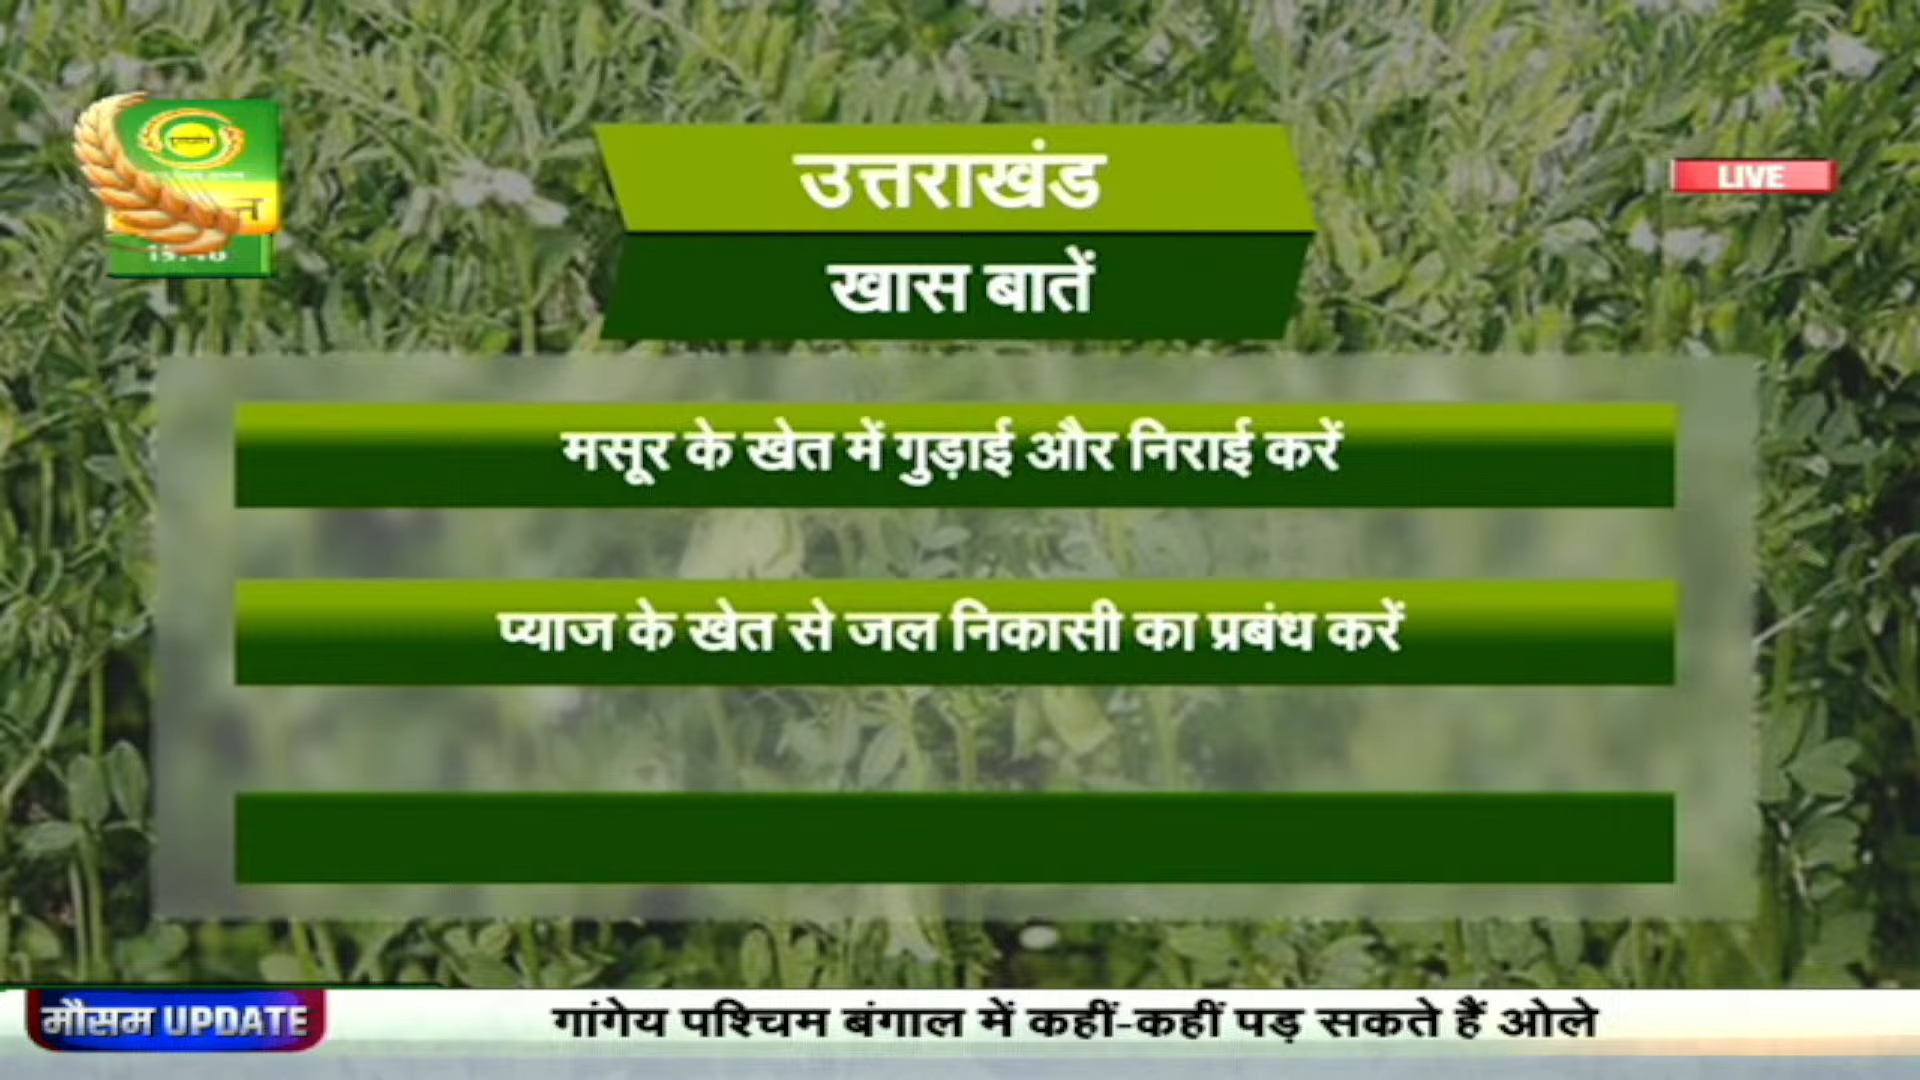 उत्तराखंड
LIVE
खास बातें
मसूर के खेत में गुड़ाई और निराई करें
प्याज के खेत से जल निकासी का प्रबंध करें
मौसम UPDATE
गांगेय पश्चिम बंगाल में कहीं-कहीं पड़ सकते हैं ओले